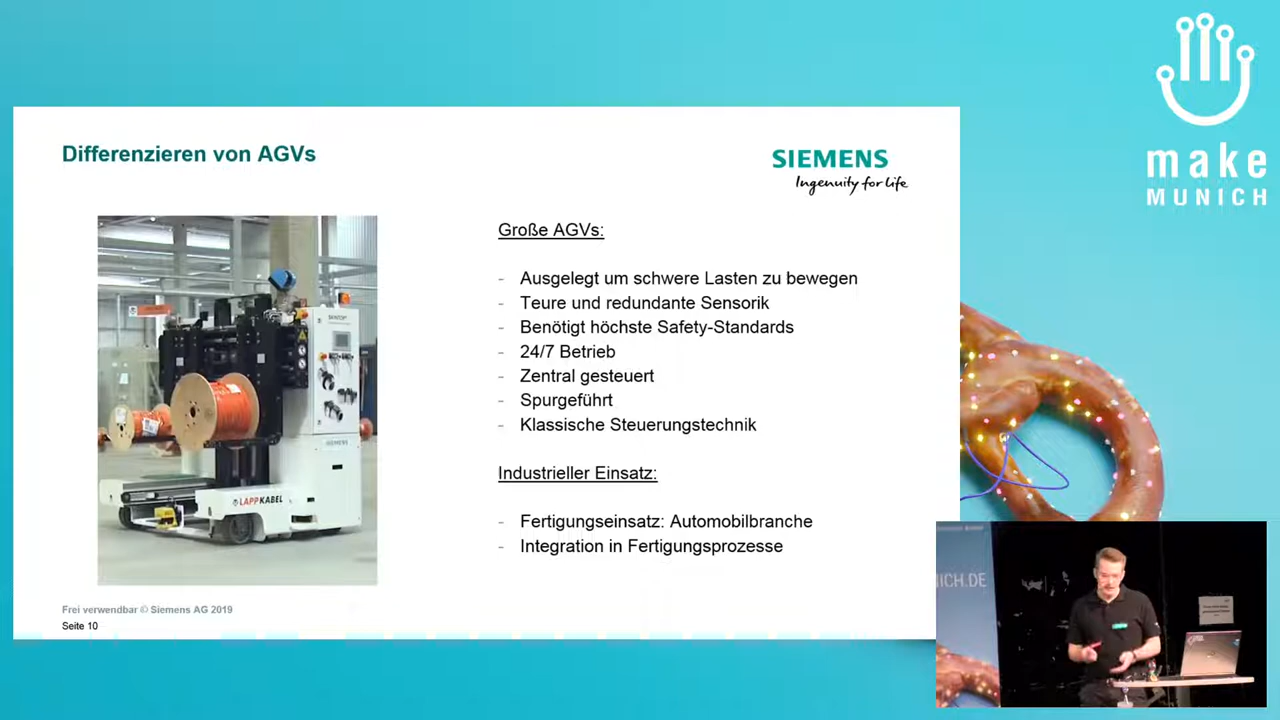 make
MUNICH
Differenzieren von AGVs
SIEMENS
Ingenuity for life
Große AGVs:
- Ausgelegt um schwere Lasten zu bewegen
- Teure und redundante Sensorik
- Benötigt höchste Safety-Standards
- 24/7 Betrieb
- Zentral gesteuert
- Spurgeführt
- Klassische Steuerungstechnik
Industrieller Einsatz:
- Fertigungseinsatz: Automobilbranche
- Integration in Fertigungsprozesse
SIEMENS
LAPP KABEL
Frei verwendbar © Siemens AG 2019
Seite 10
ICH.DE